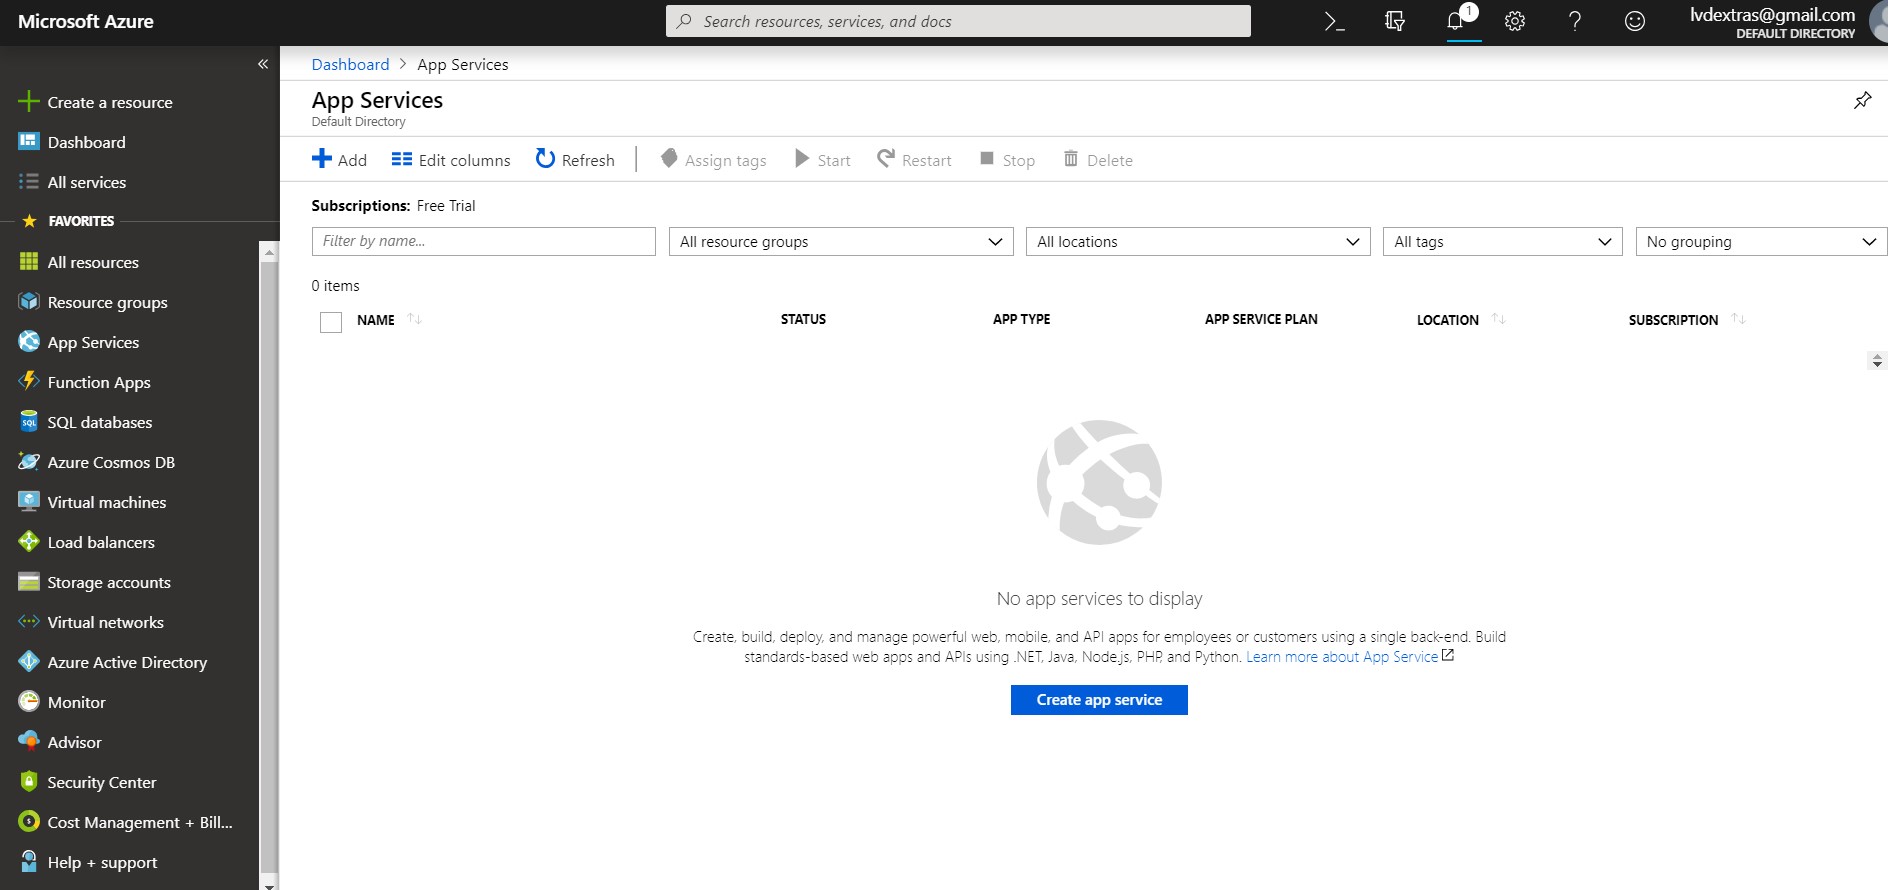 Microsoft Azure
Search resources, services, and docs
1
lvdextras@gmail.com
DEFAULT DIRECTORY
Create a resource
Dashboard
All services
FAVORITES
All resources
Resource groups
App Services
Function Apps
SQL databases
Azure Cosmos DB
Virtual machines
Load balancers
Storage accounts
Virtual networks
Azure Active Directory
Monitor
Advisor
Security Center
Cost Management + Bill...
Help + support
Dashboard > App Services
App Services
Default Directory
Add Edit columns Refresh Assign tags Start Restart Stop Delete
Subscriptions: Free Trial
Filter by name... All resource groups All locations All tags No grouping
0 items
NAME STATUS APP TYPE APP SERVICE PLAN LOCATION SUBSCRIPTION
No app services to display
Create, build, deploy, and manage powerful web, mobile, and API apps for employees or customers using a single back-end. Build
standards-based web apps and APIs using .NET, Java, Node.js, PHP, and Python. Learn more about App Service
Create app service